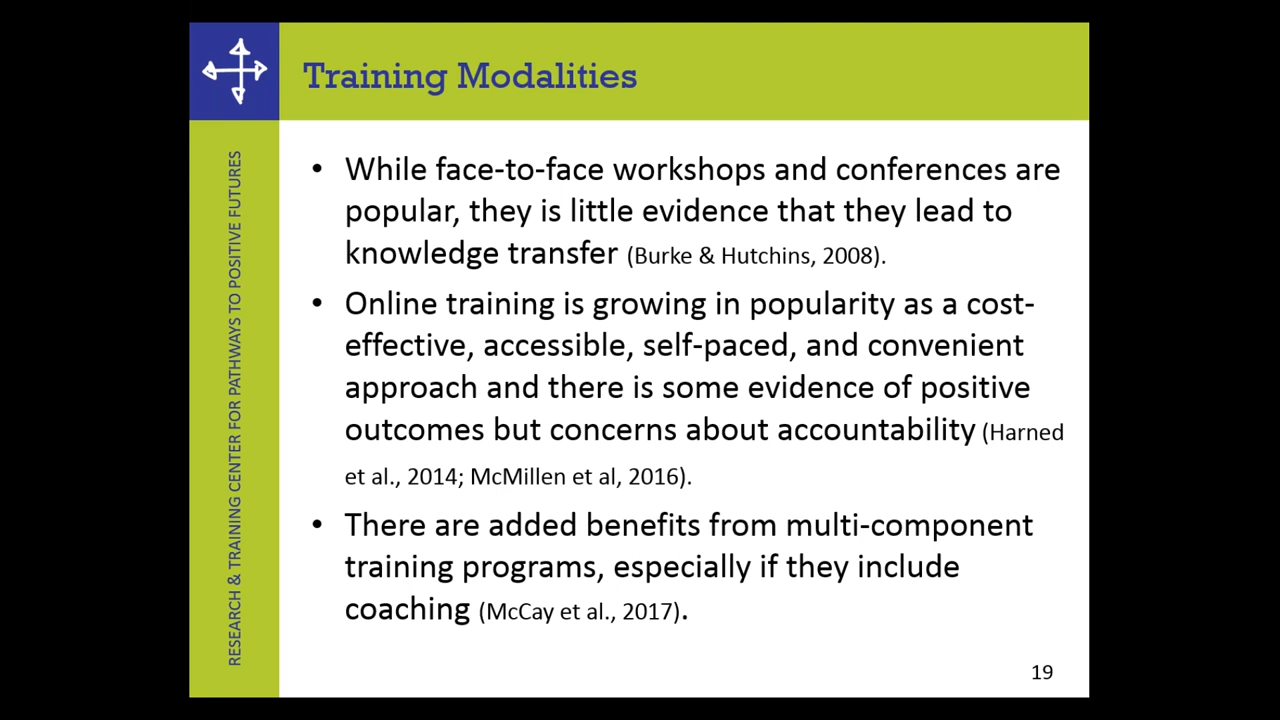 Training Modalities
RESEARCH & TRAINING CENTER FOR PATHWAYS TO POSITIVE FUTURES
• While face-to-face workshops and conferences are
popular, they is little evidence that they lead to
knowledge transfer (Burke & Hutchins, 2008).
• Online training is growing in popularity as a cost-
effective, accessible, self-paced, and convenient
approach and there is some evidence of positive
outcomes but concerns about accountability (Harned
et al., 2014; McMillen et al, 2016).
• There are added benefits from multi-component
training programs, especially if they include
coaching (McCay et al., 2017).
19